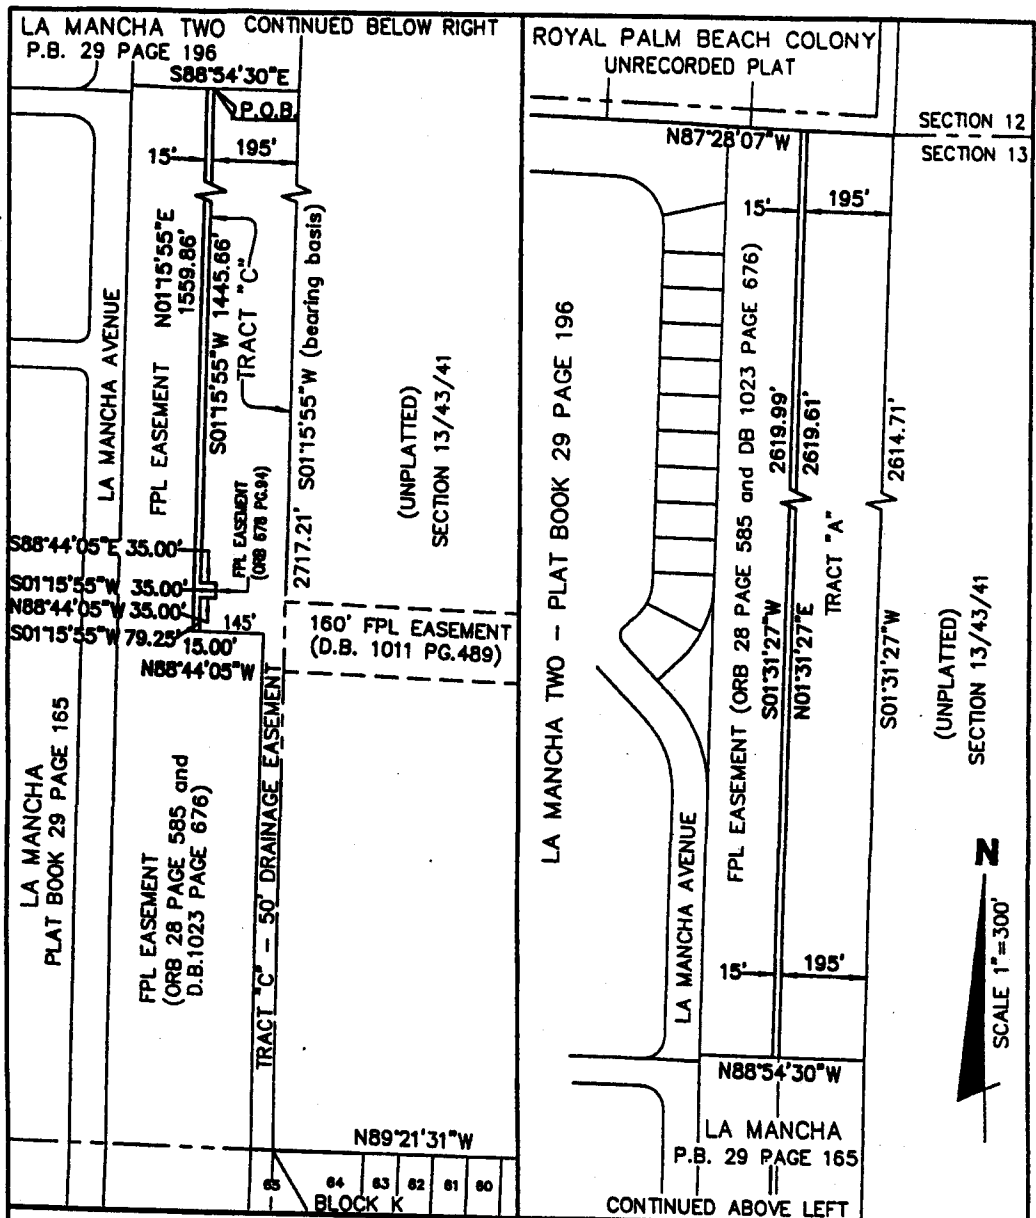 LA MANCHA TWO
P.B. 29 PAGE 196
CONTINUED BELOW RIGHT
S88°54'30"E
P.O.B.
15'
195'
N01°15'55"E
1559.86'
S01°15'55"W 1445.66'
TRACT "C"
S01°15'55"W (bearing basis)
2717.21'
LA MANCHA AVENUE
FPL EASEMENT
FPL EASEMENT
(ORB 678 PG.94)
(UNPLATTED)
SECTION 13/43/41
S88°44'05"E 35.00'
S01°15'55"W 35.00'
N88°44'05"W 35.00'
S01°15'55"W 79.25'
15.00'
N88°44'05"W
145'
160' FPL EASEMENT
(D.B. 1011 PG.489)
LA MANCHA
PLAT BOOK 29 PAGE 165
FPL EASEMENT
(ORB 28 PAGE 585 and
D.B.1023 PAGE 676)
TRACT "C" - 50' DRAINAGE EASEMENT
N89°21'31"W
65
64
63
62
61
60
BLOCK K
ROYAL PALM BEACH COLONY
UNRECORDED PLAT
SECTION 12
SECTION 13
N87°28'07"W
15'
195'
LA MANCHA TWO - PLAT BOOK 29 PAGE 196
FPL EASEMENT (ORB 28 PAGE 585 and DB 1023 PAGE 676)
S01°31'27"W 2619.99'
N01°31'27"E 2619.61'
TRACT "A"
S01°31'27"W 2614.71'
(UNPLATTED)
SECTION 13/43/41
LA MANCHA AVENUE
15'
195'
N88°54'30"W
N
SCALE 1"=300'
LA MANCHA
P.B. 29 PAGE 165
CONTINUED ABOVE LEFT